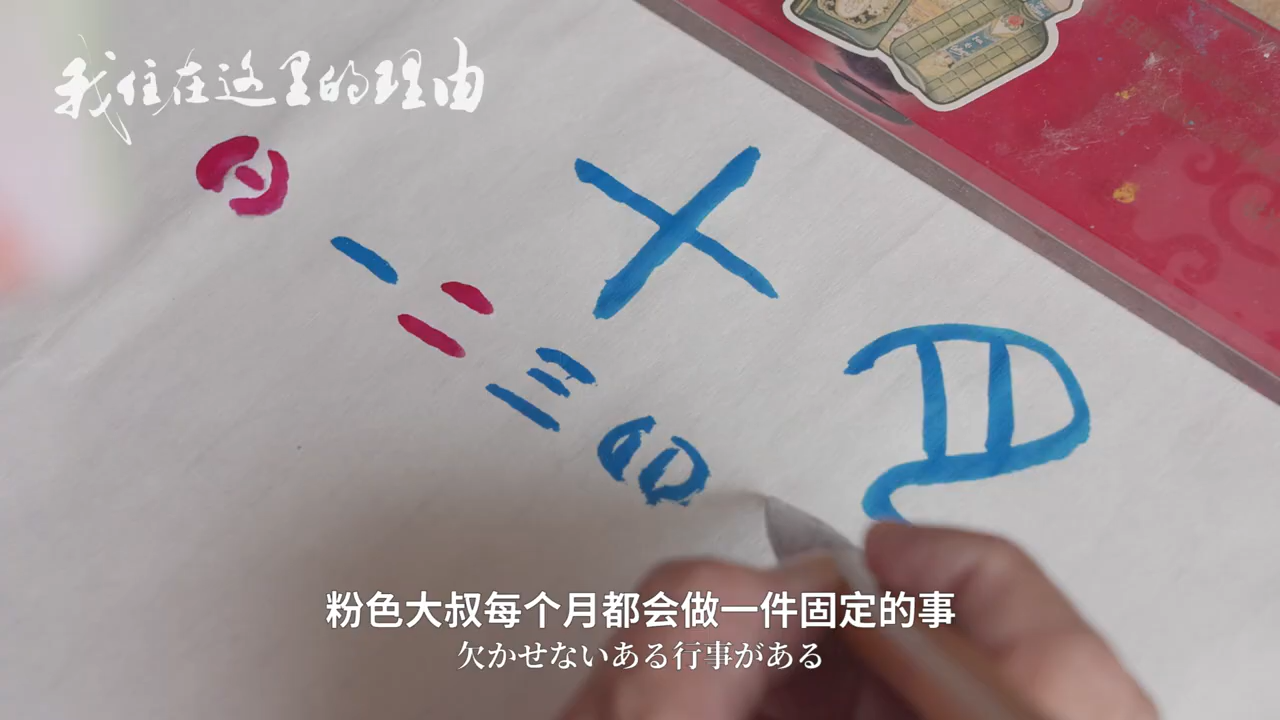 我住在这里的理由
十月
日一二三四
粉色大叔每个月都会做一件固定的事
欠かせないある行事がある